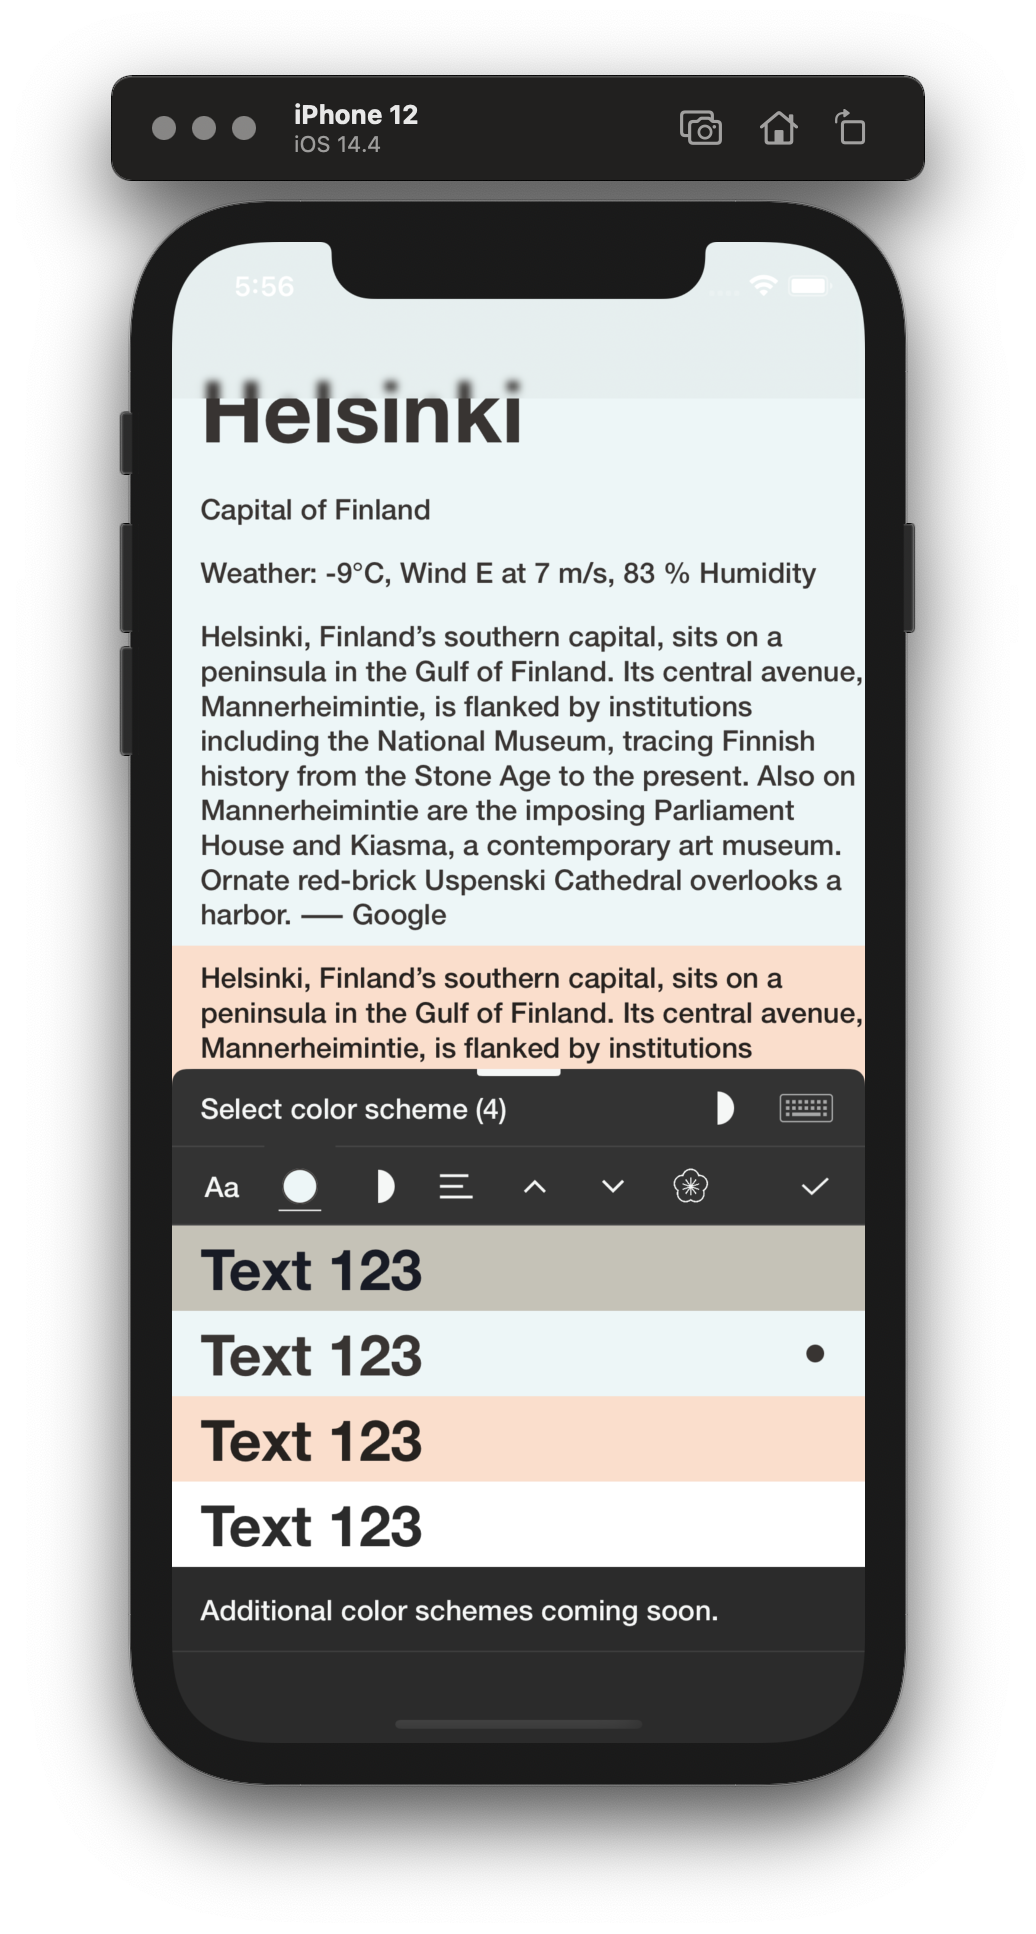 iPhone 12
iOS 14.4
5:56
Helsinki
Capital of Finland
Weather: -9°C, Wind E at 7 m/s, 83 % Humidity
Helsinki, Finland’s southern capital, sits on a
peninsula in the Gulf of Finland. Its central avenue,
Mannerheimintie, is flanked by institutions
including the National Museum, tracing Finnish
history from the Stone Age to the present. Also on
Mannerheimintie are the imposing Parliament
House and Kiasma, a contemporary art museum.
Ornate red-brick Uspenski Cathedral overlooks a
harbor. — Google
Helsinki, Finland’s southern capital, sits on a
peninsula in the Gulf of Finland. Its central avenue,
Mannerheimintie, is flanked by institutions
Select color scheme (4)
Aa
Text 123
Text 123
Text 123
Text 123
Additional color schemes coming soon.